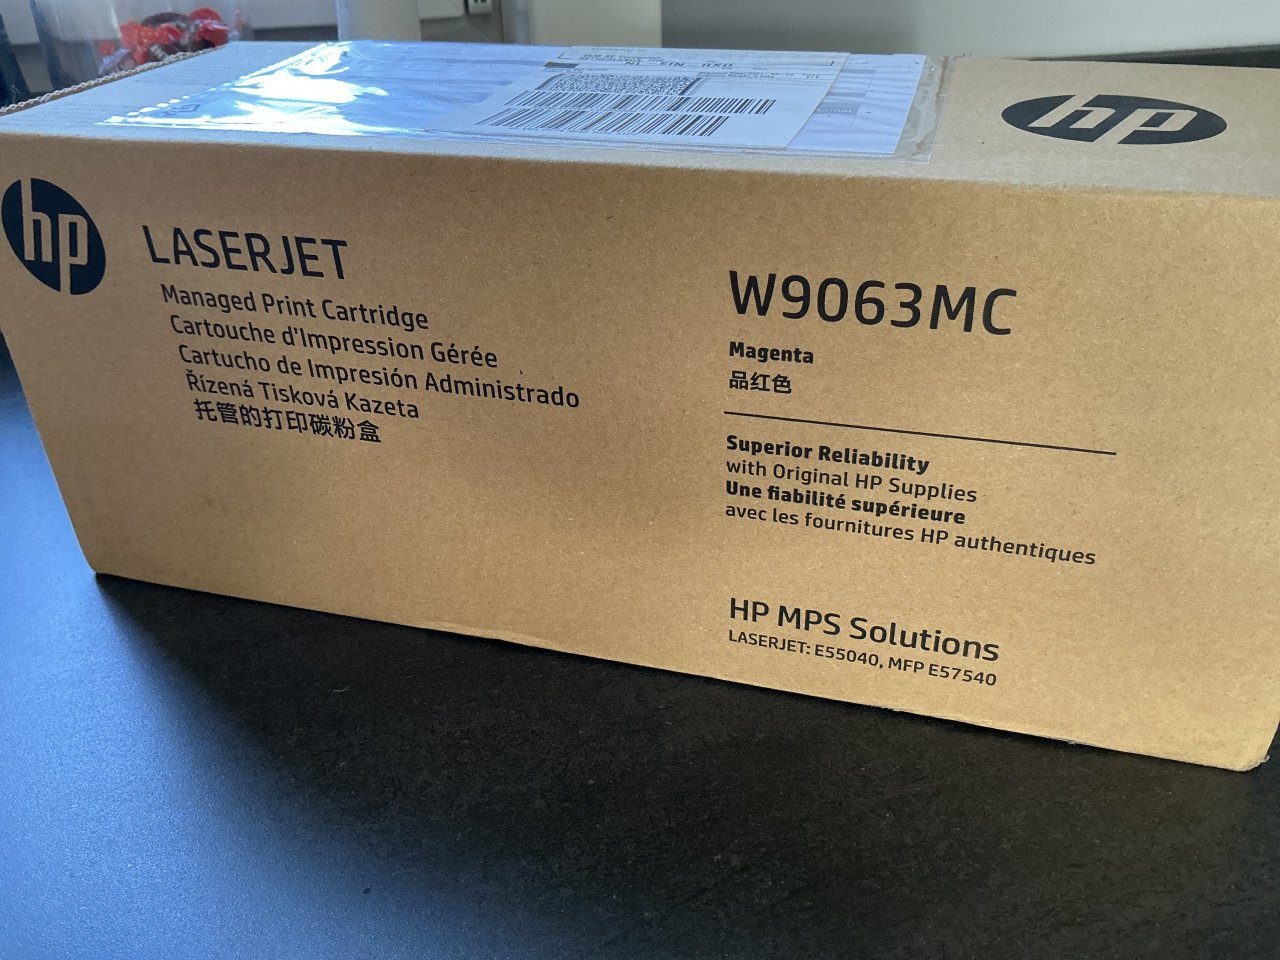 hp
hp
LASERJET
Managed Print Cartridge
Cartouche d'Impression Gérée
Cartucho de Impresión Administrado
Řízená Tisková Kazeta
托管的打印碳粉盒
W9063MC
Magenta
品红色
Superior Reliability
with Original HP Supplies
Une fiabilité supérieure
avec les fournitures HP authentiques
HP MPS Solutions
LASERJET: E55040, MFP E57540